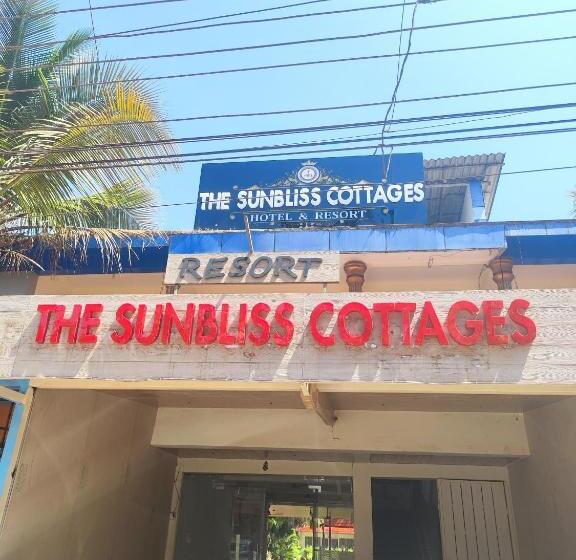 THE SUNBLISS COTTAGES
HOTEL & RESORT
RESORT
THE SUNBLISS COTTAGES